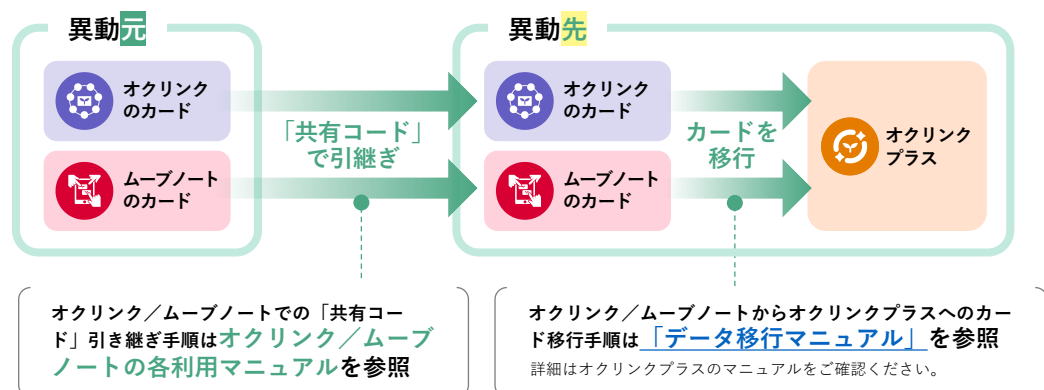 異動元
オクリンク
のカード
ムーブノート
のカード
「共有コード」
で引継ぎ
異動先
オクリンク
のカード
ムーブノート
のカード
カードを
移行
オクリンク
プラス
オクリンク／ムーブノートでの「共有コー
ド」引き継ぎ手順はオクリンク／ムーブ
ノートの各利用マニュアルを参照
オクリンク／ムーブノートからオクリンクプラスへのカー
ド移行手順は「データ移行マニュアル」を参照
詳細はオクリンクプラスのマニュアルをご確認ください。